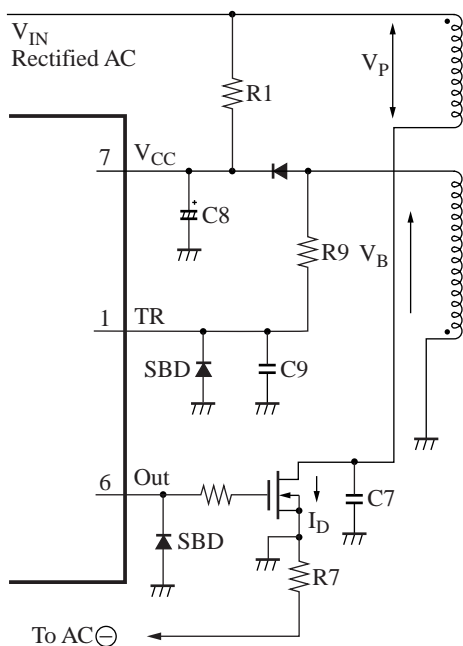 V_IN
Rectified AC
R1
V_P
7
V_CC
C8
R9
V_B
1
TR
SBD
C9
6
Out
SBD
I_D
C7
R7
To AC⊖